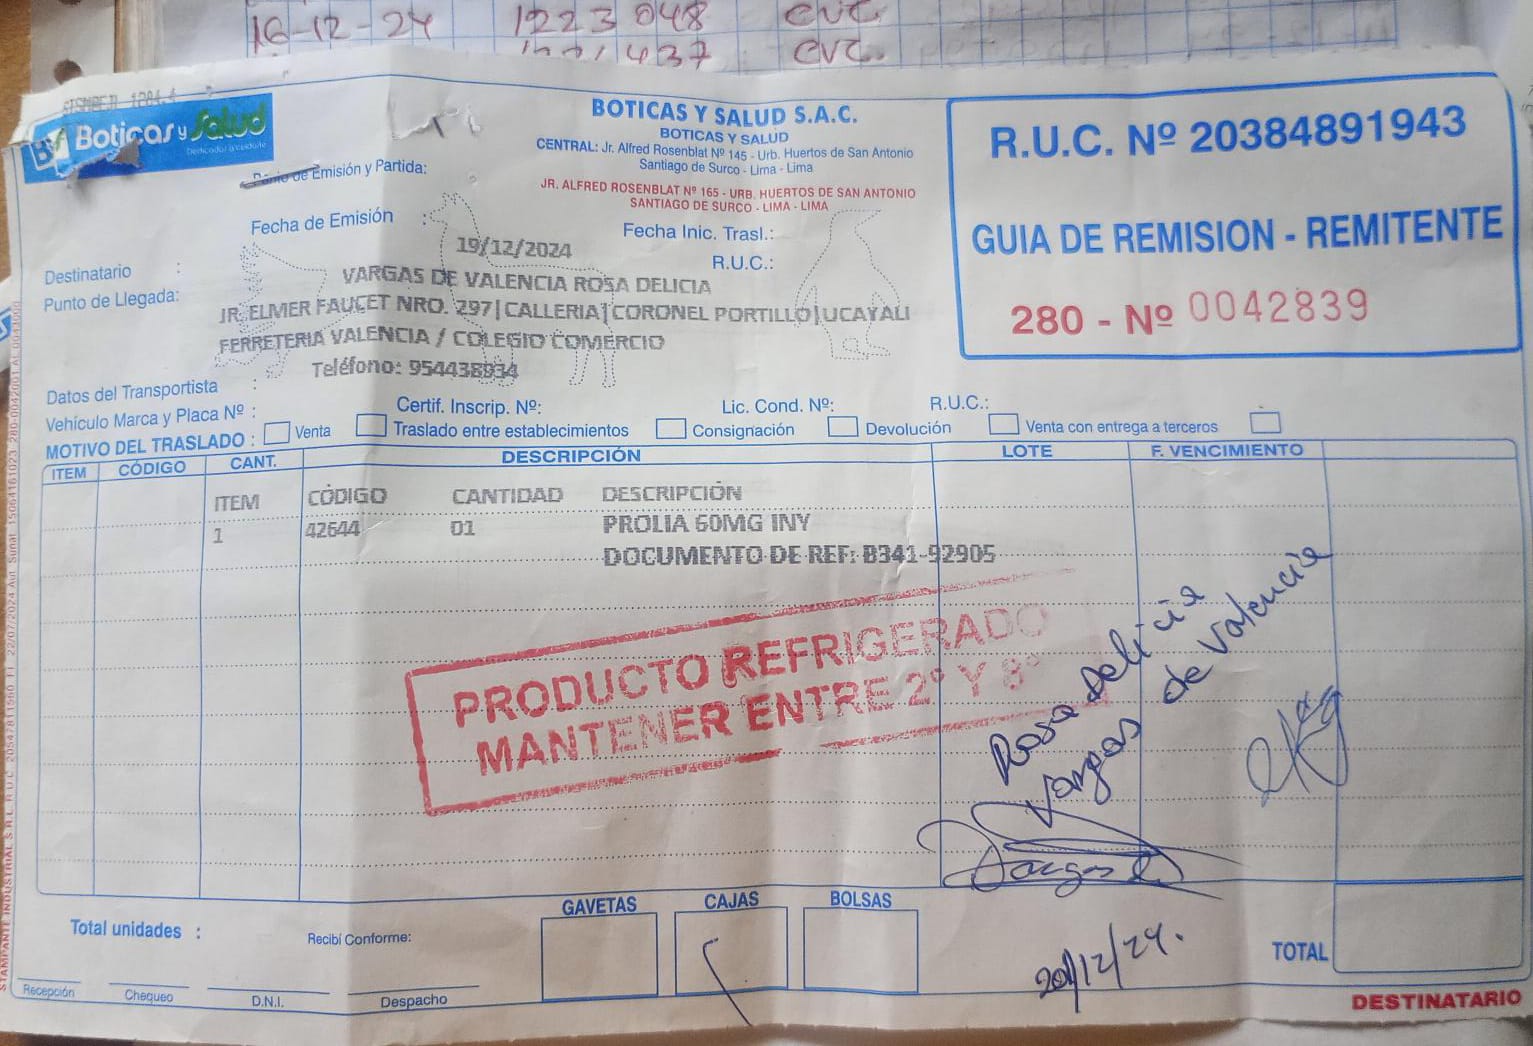 16-12-24 1223048 CVC.
1437 CVC.
Boticas y Salud
BOTICAS Y SALUD S.A.C.
BOTICAS Y SALUD
CENTRAL: Jr. Alfred Rosenblat Nº 145 - Urb. Huertos de San Antonio
Santiago de Surco - Lima - Lima
JR. ALFRED ROSENBLAT Nº 165 - URB. HUERTOS DE SAN ANTONIO
SANTIAGO DE SURCO - LIMA - LIMA
R.U.C. Nº 20384891943
GUIA DE REMISION - REMITENTE
280 - Nº 0042839
Punto de Emisión y Partida:
Fecha de Emisión :
19/12/2024
Fecha Inic. Trasl.:
R.U.C.:
Destinatario :
VARGAS DE VALENCIA ROSA DELICIA
Punto de Llegada:
JR. ELMER FAUCET NRO. 297|CALLERIA|CORONEL PORTILLO|UCAYALI
FERRETERIA VALENCIA / COLEGIO COMERCIO
Teléfono: 954438934
Datos del Transportista :
Vehículo Marca y Placa Nº :
Certif. Inscrip. Nº:
Lic. Cond. Nº:
R.U.C.:
MOTIVO DEL TRASLADO : Venta Traslado entre establecimientos Consignación Devolución Venta con entrega a terceros
ITEM CÓDIGO CANT. DESCRIPCIÓN LOTE F. VENCIMIENTO
ITEM CÓDIGO CANTIDAD DESCRIPCIÓN
1 42644 01 PROLIA 60MG INY
DOCUMENTO DE REF: B341-92905
PRODUCTO REFRIGERADO
MANTENER ENTRE 2° Y 8°
Rosa Delicia
Vargas de Valencia
GAVETAS CAJAS BOLSAS
Total unidades :
Recibí Conforme:
20/12/24.
TOTAL
Recepción Chequeo D.N.I. Despacho
DESTINATARIO